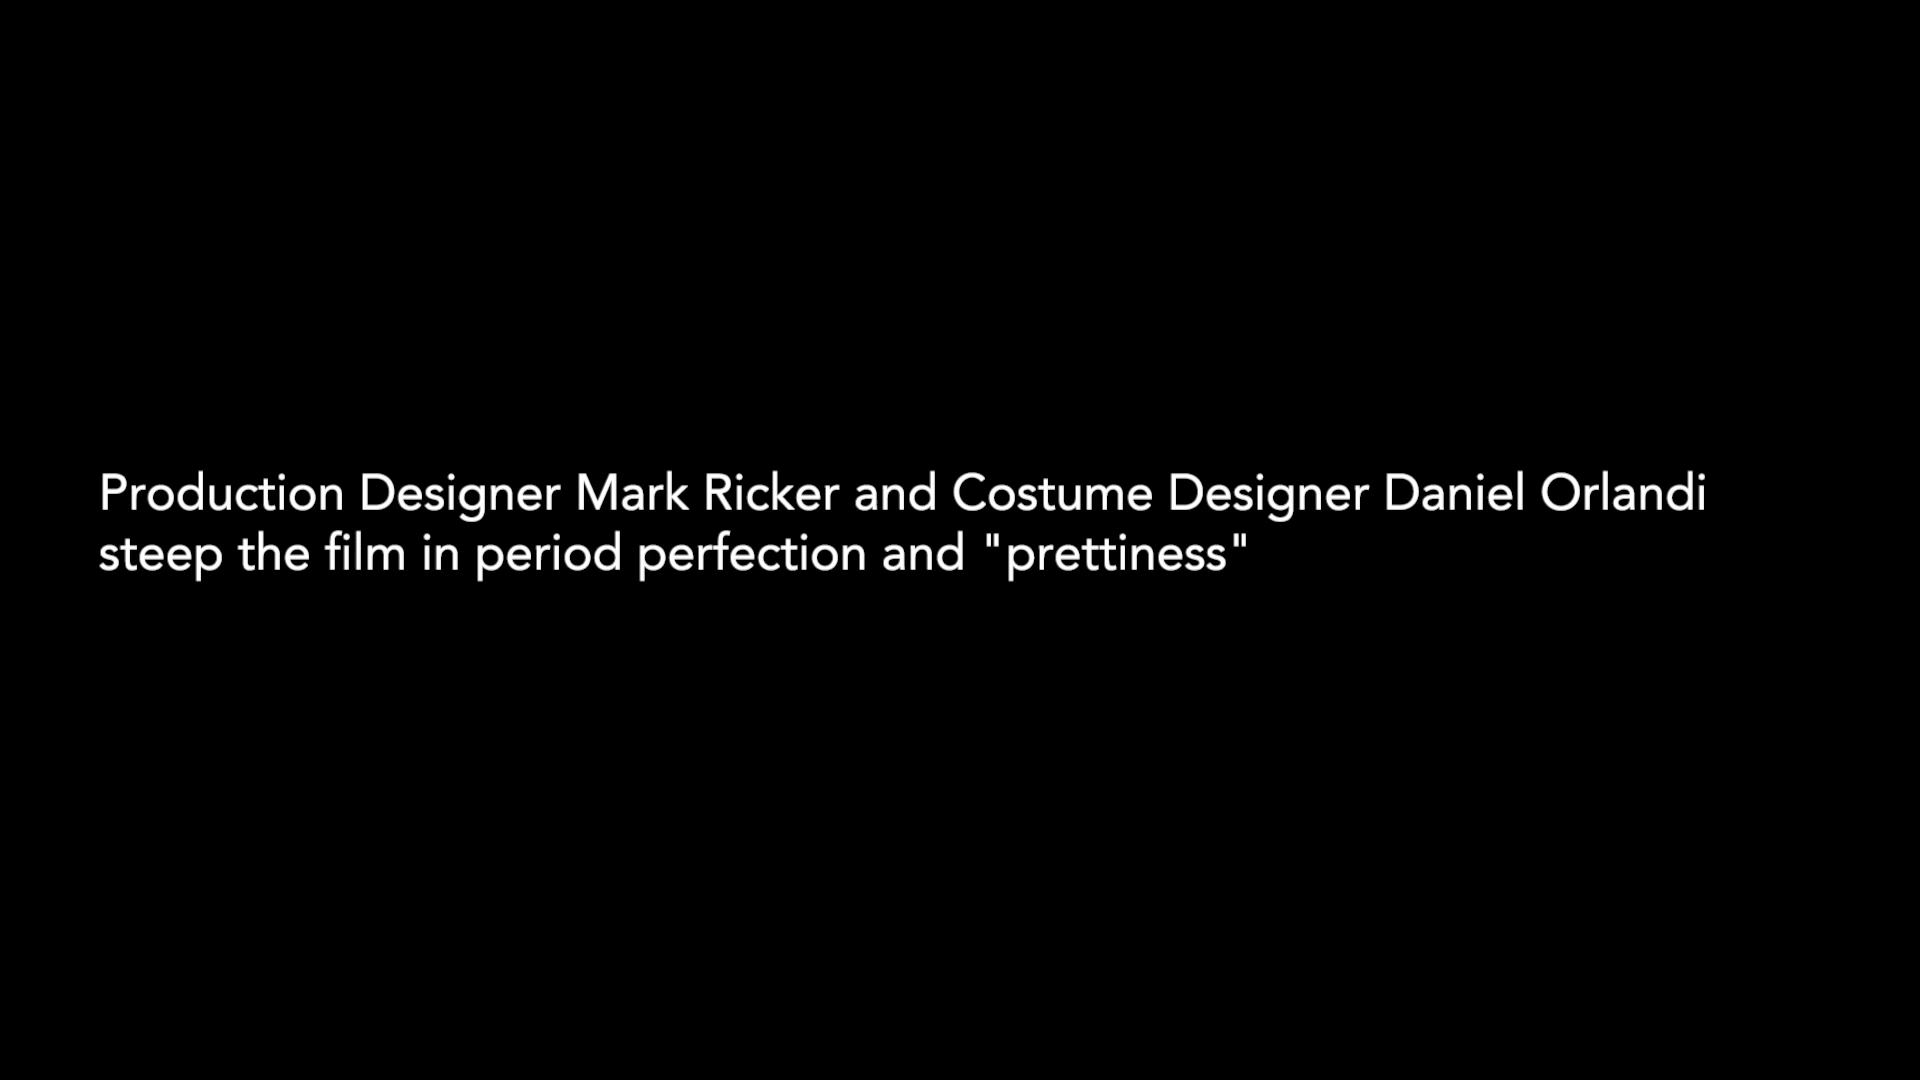 Production Designer Mark Ricker and Costume Designer Daniel Orlandi
steep the film in period perfection and "prettiness"